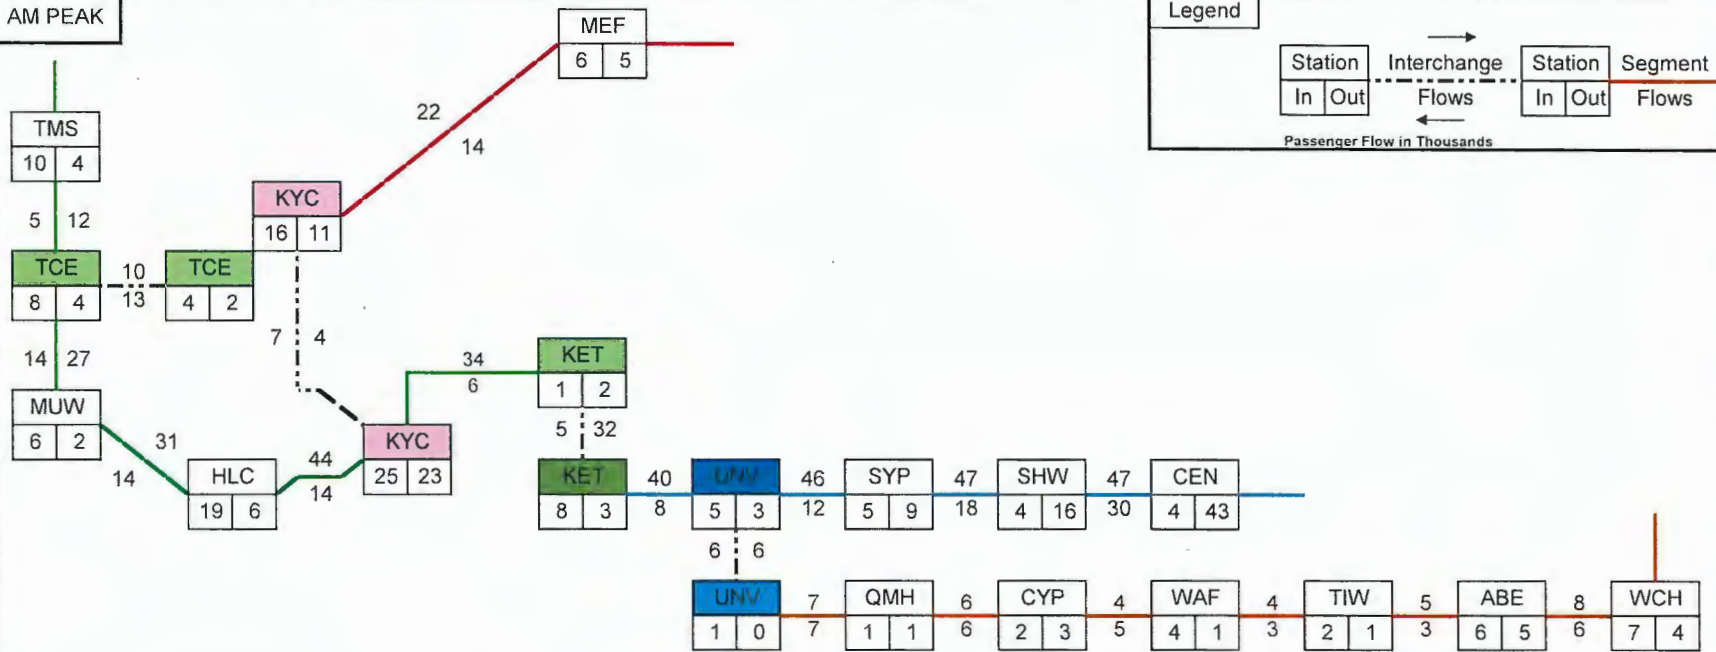 AM PEAK
Legend
Station Interchange Station Segment
In Out Flows In Out Flows
Passenger Flow in Thousands
MEF
6 5
22
14
TMS
10 4
5 12
KYC
16 11
TCE
8 4
10
13
TCE
4 2
7 4
14 27
MUW
6 2
31
14
HLC
19 6
44
14
KYC
25 23
34
6
KET
1 2
5 32
KET
8 3
40
8
UNV
5 3
46
12
SYP
5 9
47
18
SHW
4 16
47
30
CEN
4 43
6 6
UNV
1 0
7
7
QMH
1 1
6
6
CYP
2 3
4
5
WAF
4 1
4
3
TIW
2 1
5
3
ABE
6 5
8
6
WCH
7 4